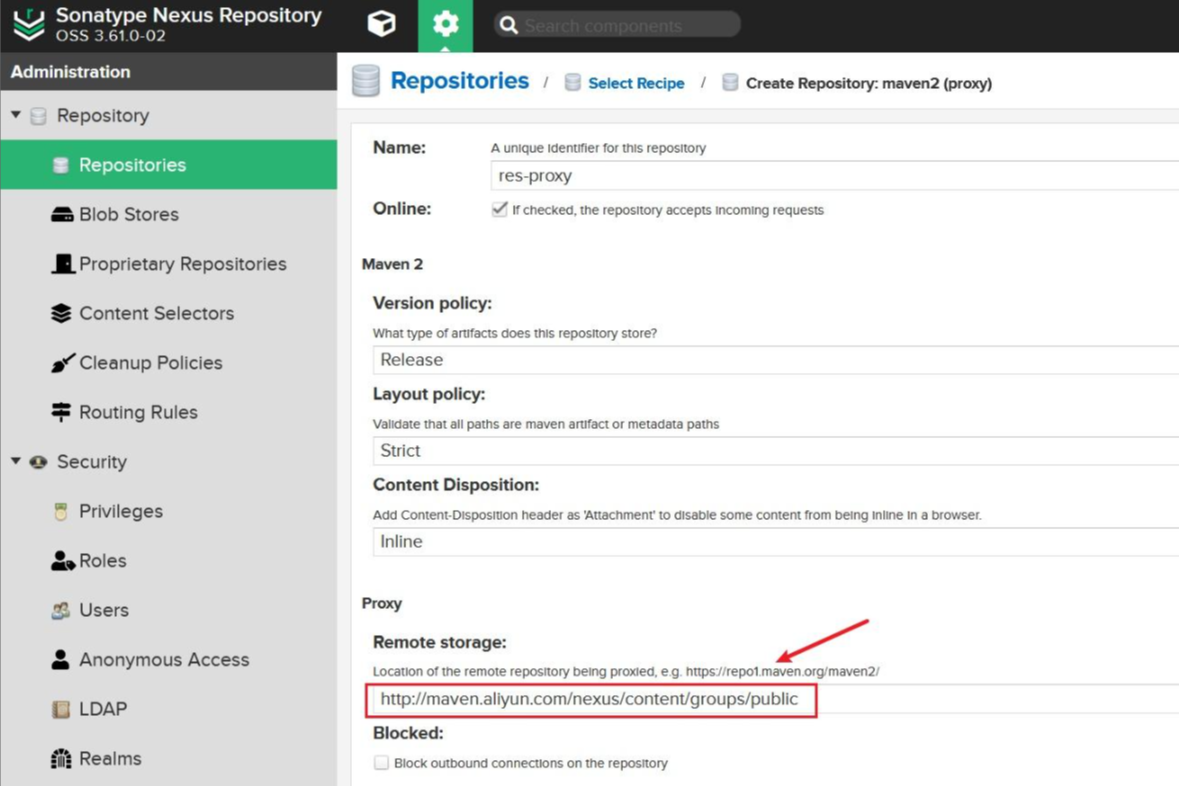 Sonatype Nexus Repository
OSS 3.61.0-02
Search components
Administration
Repositories / Select Recipe / Create Repository: maven2 (proxy)
Repository
Repositories
Blob Stores
Proprietary Repositories
Content Selectors
Cleanup Policies
Routing Rules
Security
Privileges
Roles
Users
Anonymous Access
LDAP
Realms
Name: A unique identifier for this repository
res-proxy
Online: If checked, the repository accepts incoming requests
Maven 2
Version policy:
What type of artifacts does this repository store?
Release
Layout policy:
Validate that all paths are maven artifact or metadata paths
Strict
Content Disposition:
Add Content-Disposition header as 'Attachment' to disable some content from being inline in a browser.
Inline
Proxy
Remote storage:
Location of the remote repository being proxied, e.g. https://repo1.maven.org/maven2/
http://maven.aliyun.com/nexus/content/groups/public
Blocked:
Block outbound connections on the repository